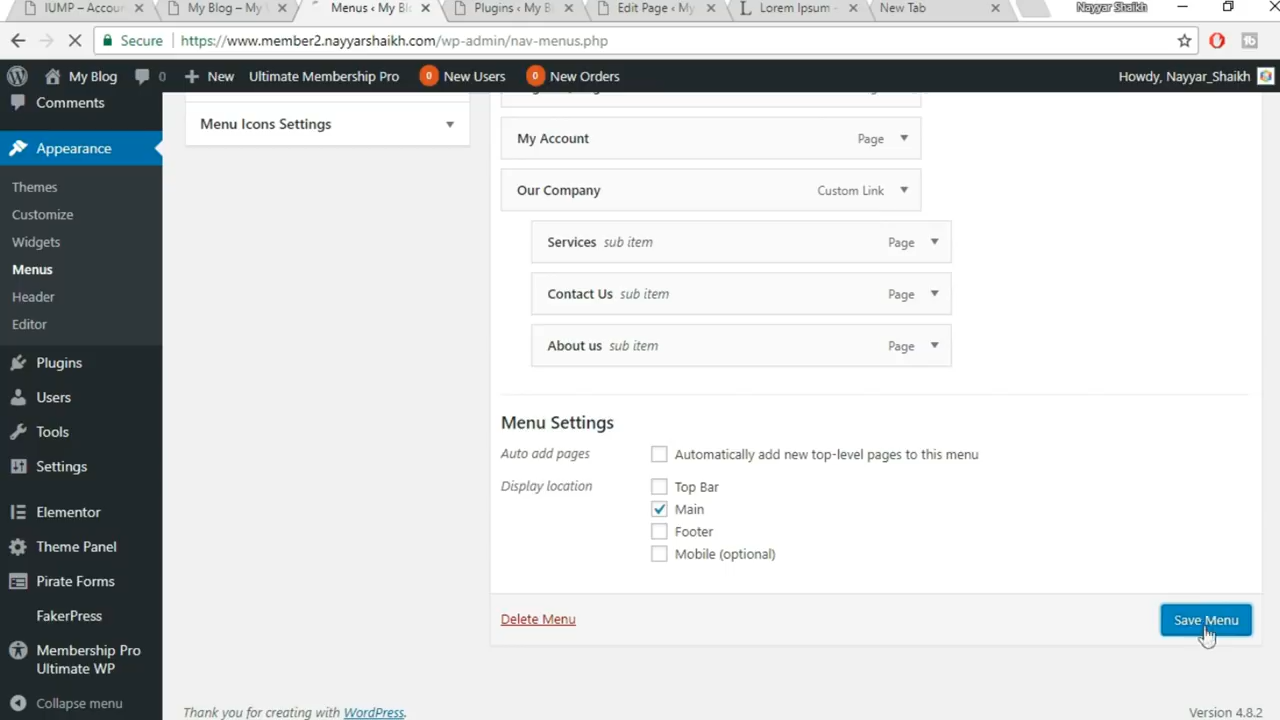 IUMP – Accou
My Blog – My
Menus ‹ My Bl
Plugins ‹ My B
Edit Page ‹ My
Lorem Ipsum -
New Tab
Nayyar Shaikh
Secure
https://www.member2.nayyarshaikh.com/wp-admin/nav-menus.php
My Blog 0 New Ultimate Membership Pro 0 New Users 0 New Orders Howdy, Nayyar_Shaikh
Comments
Appearance
Themes
Customize
Widgets
Menus
Header
Editor
Plugins
Users
Tools
Settings
Elementor
Theme Panel
Pirate Forms
FakerPress
Membership Pro
Ultimate WP
Collapse menu
Menu Icons Settings
My Account Page
Our Company Custom Link
Services sub item Page
Contact Us sub item Page
About us sub item Page
Menu Settings
Auto add pages Automatically add new top-level pages to this menu
Display location Top Bar
Main
Footer
Mobile (optional)
Delete Menu Save Menu
Thank you for creating with WordPress. Version 4.8.2